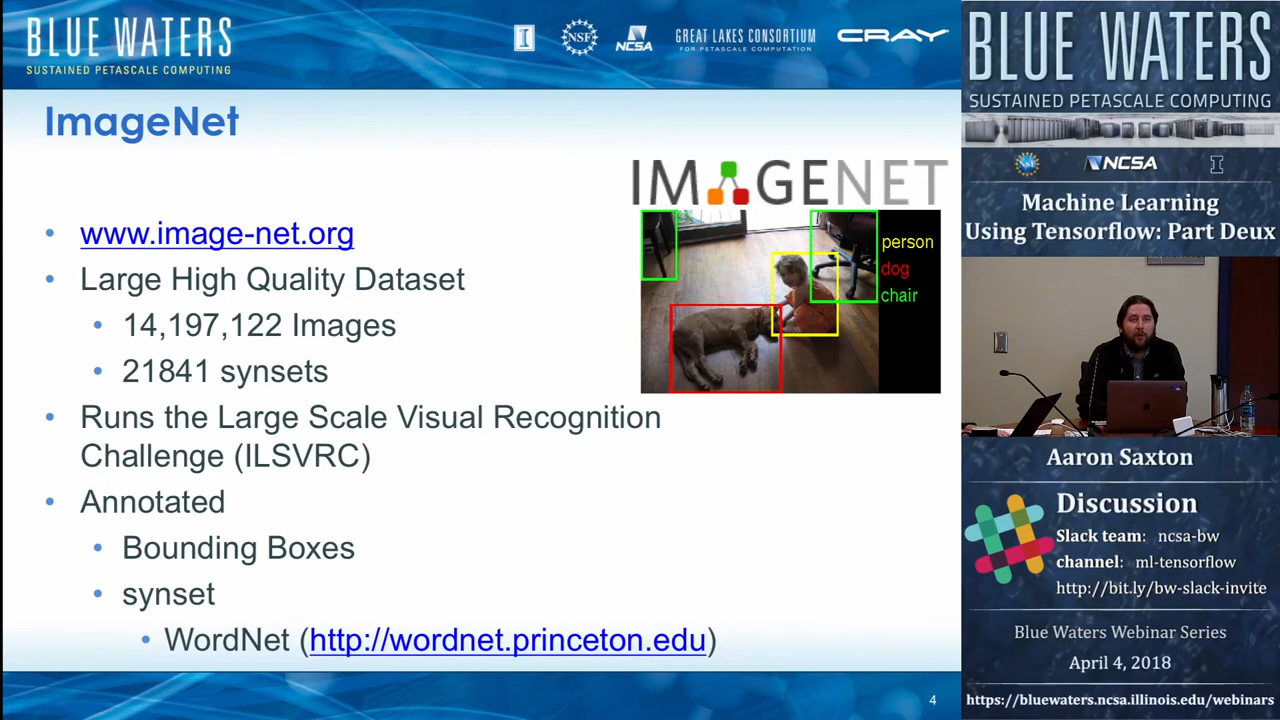 BLUE WATERS
SUSTAINED PETASCALE COMPUTING
I
NSF
NCSA
GREAT LAKES CONSORTIUM
FOR PETASCALE COMPUTATION
CRAY
ImageNet
IMAGENET
person
dog
chair
• www.image-net.org
• Large High Quality Dataset
• 14,197,122 Images
• 21841 synsets
• Runs the Large Scale Visual Recognition
Challenge (ILSVRC)
• Annotated
• Bounding Boxes
• synset
• WordNet (http://wordnet.princeton.edu)
4
BLUE WATERS
SUSTAINED PETASCALE COMPUTING
NSF
NCSA
I
Machine Learning
Using Tensorflow: Part Deux
Aaron Saxton
Discussion
Slack team: ncsa-bw
channel: ml-tensorflow
http://bit.ly/bw-slack-invite
Blue Waters Webinar Series
April 4, 2018
https://bluewaters.ncsa.illinois.edu/webinars